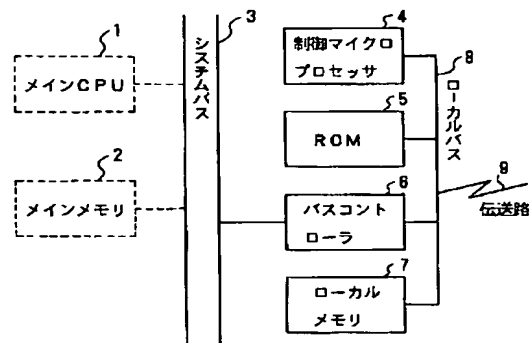 1
メインCPU
2
メインメモリ
システムバス
3
4
制御マイクロ
プロセッサ
5
ROM
6
バスコント
ローラ
7
ローカル
メモリ
8
ローカルバス
9
伝送路